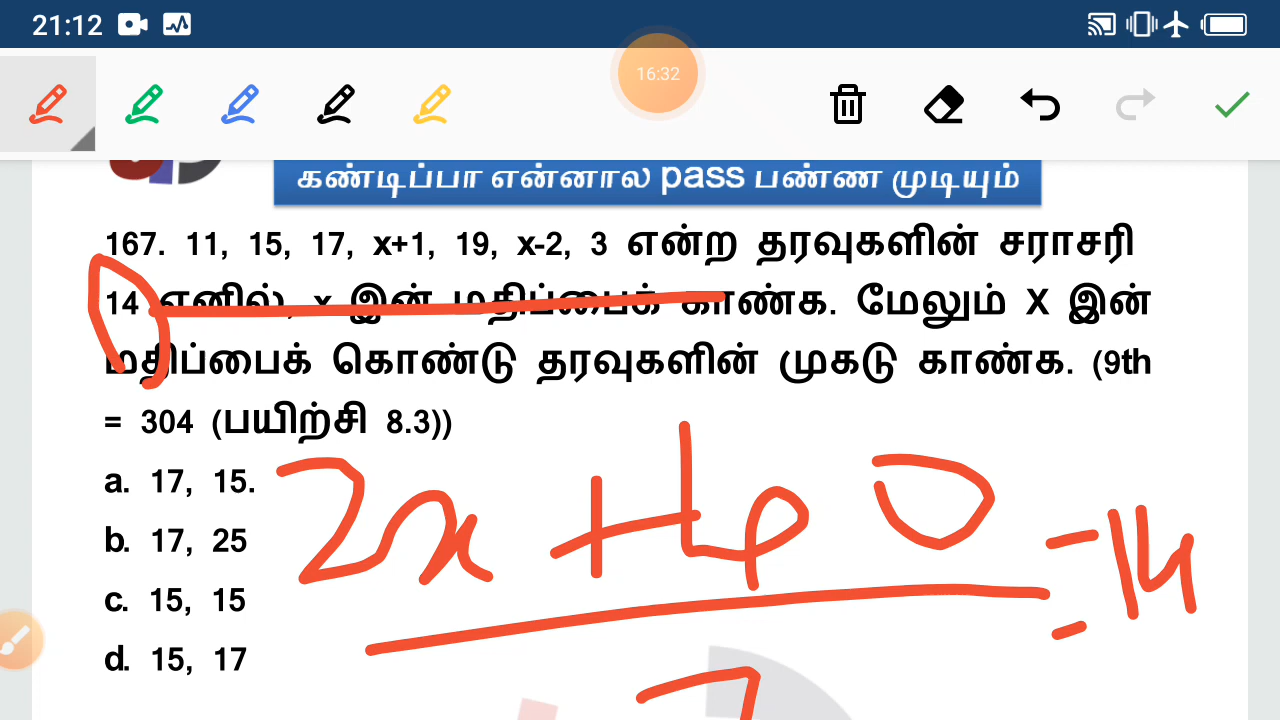 21:12
16:32
கண்டிப்பா என்னால pass பண்ண முடியும்
167. 11, 15, 17, x+1, 19, x-2, 3 என்ற தரவுகளின் சராசரி
14 எனில், x இன் மதிப்பைக் காண்க. மேலும் X இன்
மதிப்பைக் கொண்டு தரவுகளின் முகடு காண்க. (9th
= 304 (பயிற்சி 8.3))
a. 17, 15.
b. 17, 25
c. 15, 15
d. 15, 17
2x + 0 = 14
7